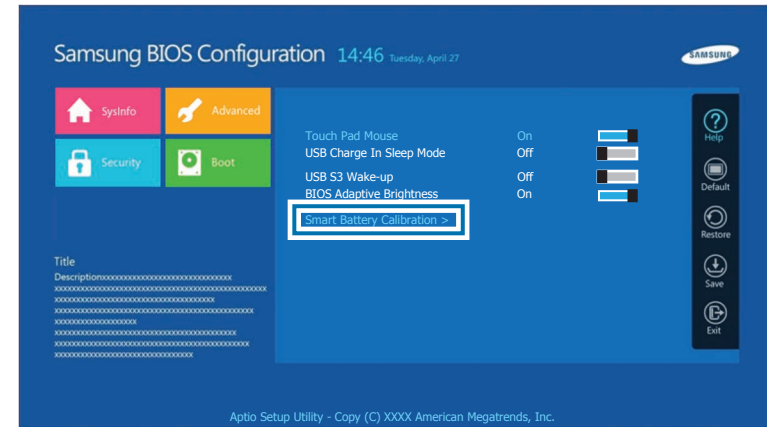 Samsung BIOS Configuration 14:46 Tuesday, April 27
SAMSUNG
SysInfo
Advanced
Security
Boot
Touch Pad Mouse On
USB Charge In Sleep Mode Off
USB S3 Wake-up Off
BIOS Adaptive Brightness On
Smart Battery Calibration >
Help
Default
Restore
Save
Exit
Title
Aptio Setup Utility - Copy (C) XXXX American Megatrends, Inc.